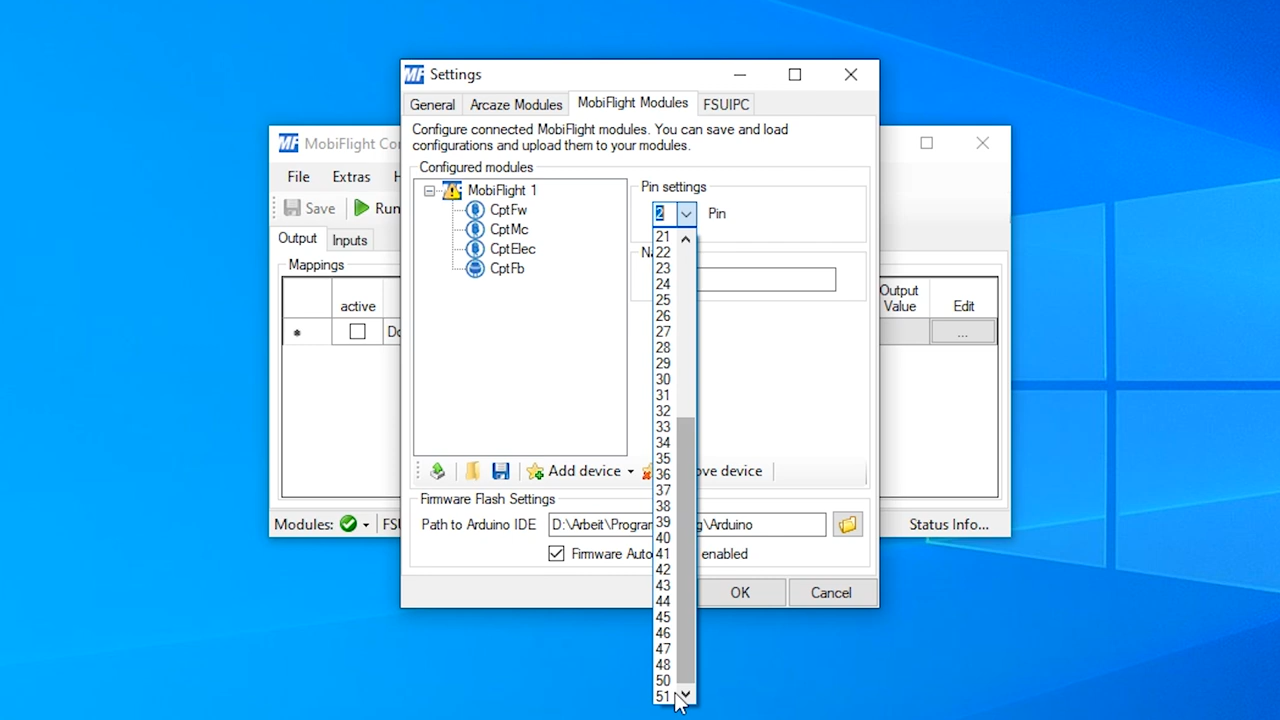 MF Settings
MF MobiFlight Co
General Arcaze Modules MobiFlight Modules FSUIPC
Configure connected MobiFlight modules. You can save and load
configurations and upload them to your modules.
Configured modules
MobiFlight 1
CptFw
CptMc
CptElec
CptFb
Pin settings
2 Pin
21
22
23
24
25
26
27
28
29
30
31
32
33
34
35
36
37
38
39
40
41
42
43
44
45
46
47
48
50
51
Na
Add device
ove device
Firmware Flash Settings
Path to Arduino IDE D:\Arbeit\Program g\Arduino
Firmware Auto enabled
OK Cancel
File Extras H
Save Run
Output Inputs
Mappings
active
Output
Value
Edit
* Do ...
Modules: FSU Status Info...